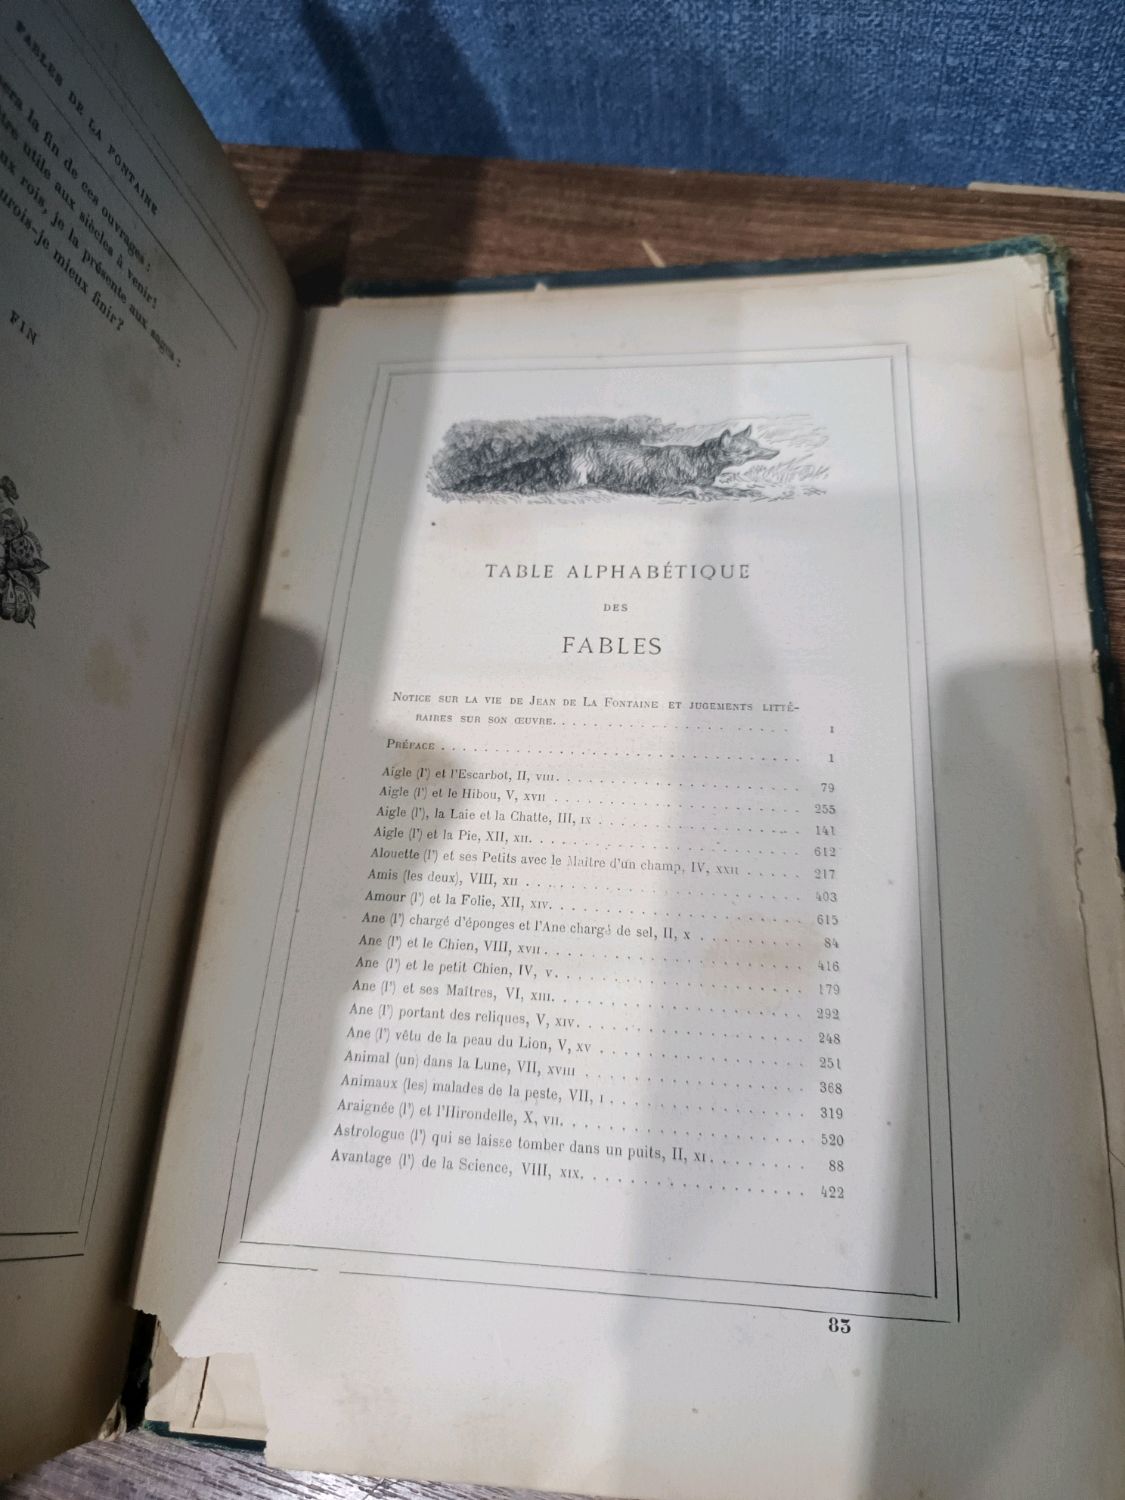 FABLES DE LA FONTAINE
la fin de ces ouvrages:
utile aux siècles à venir!
rois, je la présente aux sages:
-je mieux finir?
FIN
TABLE ALPHABÉTIQUE
DES
FABLES
Notice sur la vie de Jean de La Fontaine et jugements litté-
raires sur son œuvre. . . . . . . . . . . . . . . . . . . . . . . I
Préface . . . . . . . . . . . . . . . . . . . . . . . . . . . . . 1
Aigle (l') et l'Escarbot, II, viii. . . . . . . . . . . . . . . . . 79
Aigle (l') et le Hibou, V, xvii . . . . . . . . . . . . . . . . . 255
Aigle (l'), la Laie et la Chatte, III, ix . . . . . . . . . . . . . 141
Aigle (l') et la Pie, XII, xii. . . . . . . . . . . . . . . . . . 612
Alouette (l') et ses Petits avec le Maître d'un champ, IV, xxii . . . . . 217
Amis (les deux), VIII, xii . . . . . . . . . . . . . . . . . . . 403
Amour (l') et la Folie, XII, xiv. . . . . . . . . . . . . . . . . 615
Ane (l') chargé d'éponges et l'Ane chargé de sel, II, x . . . . . . . . 84
Ane (l') et le Chien, VIII, xvii . . . . . . . . . . . . . . . . . 416
Ane (l') et le petit Chien, IV, v. . . . . . . . . . . . . . . . . 179
Ane (l') et ses Maîtres, VI, xiii. . . . . . . . . . . . . . . . . 292
Ane (l') portant des reliques, V, xiv. . . . . . . . . . . . . . . 248
Ane (l') vêtu de la peau du Lion, V, xv . . . . . . . . . . . . . . 251
Animal (un) dans la Lune, VII, xviii . . . . . . . . . . . . . . . 368
Animaux (les) malades de la peste, VII, i . . . . . . . . . . . . . 319
Araignée (l') et l'Hirondelle, X, vii. . . . . . . . . . . . . . . 520
Astrologue (l') qui se laisse tomber dans un puits, II, xi. . . . . . . . 88
Avantage (l') de la Science, VIII, xix. . . . . . . . . . . . . . . 422
83